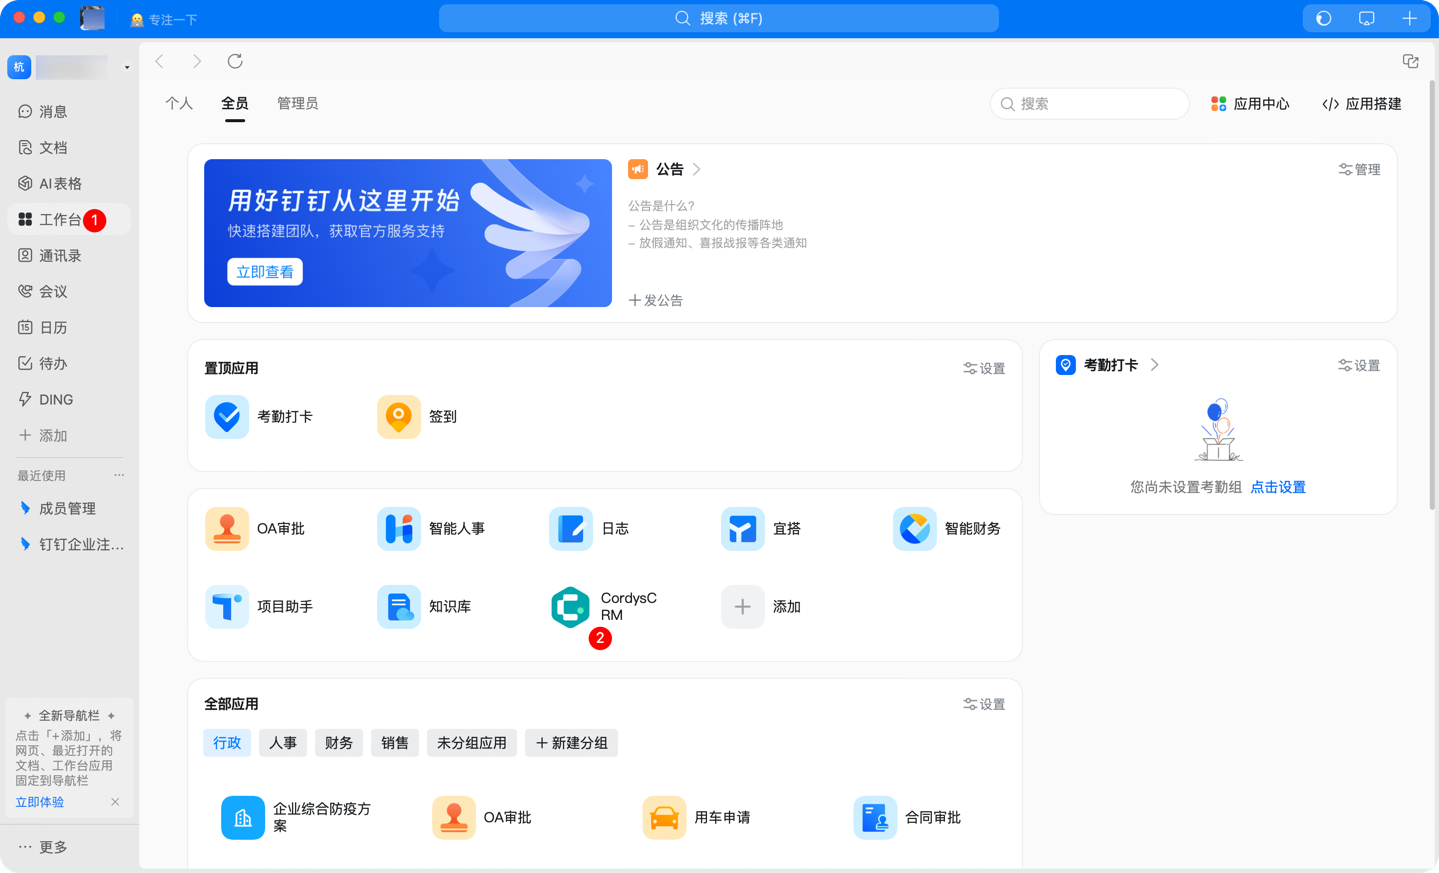 专注一下
搜索 (⌘F)
杭
消息
文档
AI表格
工作台 1
通讯录
会议
15 日历
待办
DING
添加
最近使用
成员管理
钉钉企业注...
全新导航栏
点击「+添加」，将
网页、最近打开的
文档、工作台应用
固定到导航栏
立即体验
更多
个人 全员 管理员
搜索
应用中心
应用搭建
用好钉钉从这里开始
快速搭建团队，获取官方服务支持
立即查看
公告
管理
公告是什么?
– 公告是组织文化的传播阵地
– 放假通知、喜报战报等各类通知
发公告
置顶应用
设置
考勤打卡
签到
考勤打卡
设置
您尚未设置考勤组 点击设置
OA审批
智能人事
日志
宜搭
智能财务
项目助手
知识库
CordysC
RM
2
添加
全部应用
设置
行政 人事 财务 销售 未分组应用 新建分组
企业综合防疫方
案
OA审批
用车申请
合同审批